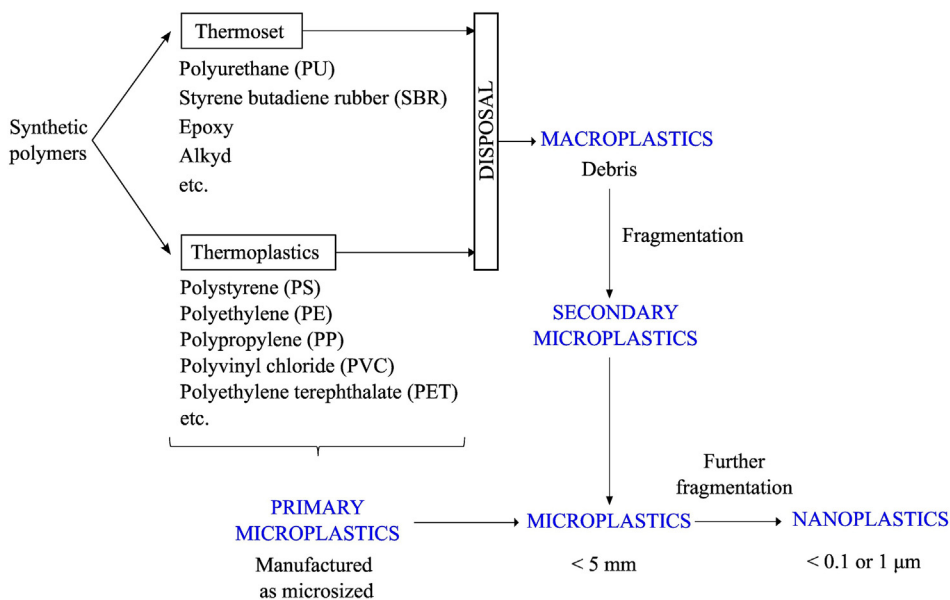 Synthetic
polymers
Thermoset
Polyurethane (PU)
Styrene butadiene rubber (SBR)
Epoxy
Alkyd
etc.
Thermoplastics
Polystyrene (PS)
Polyethylene (PE)
Polypropylene (PP)
Polyvinyl chloride (PVC)
Polyethylene terephthalate (PET)
etc.
DISPOSAL
MACROPLASTICS
Debris
Fragmentation
SECONDARY
MICROPLASTICS
PRIMARY
MICROPLASTICS
Manufactured
as microsized
MICROPLASTICS
< 5 mm
Further
fragmentation
NANOPLASTICS
< 0.1 or 1 μm